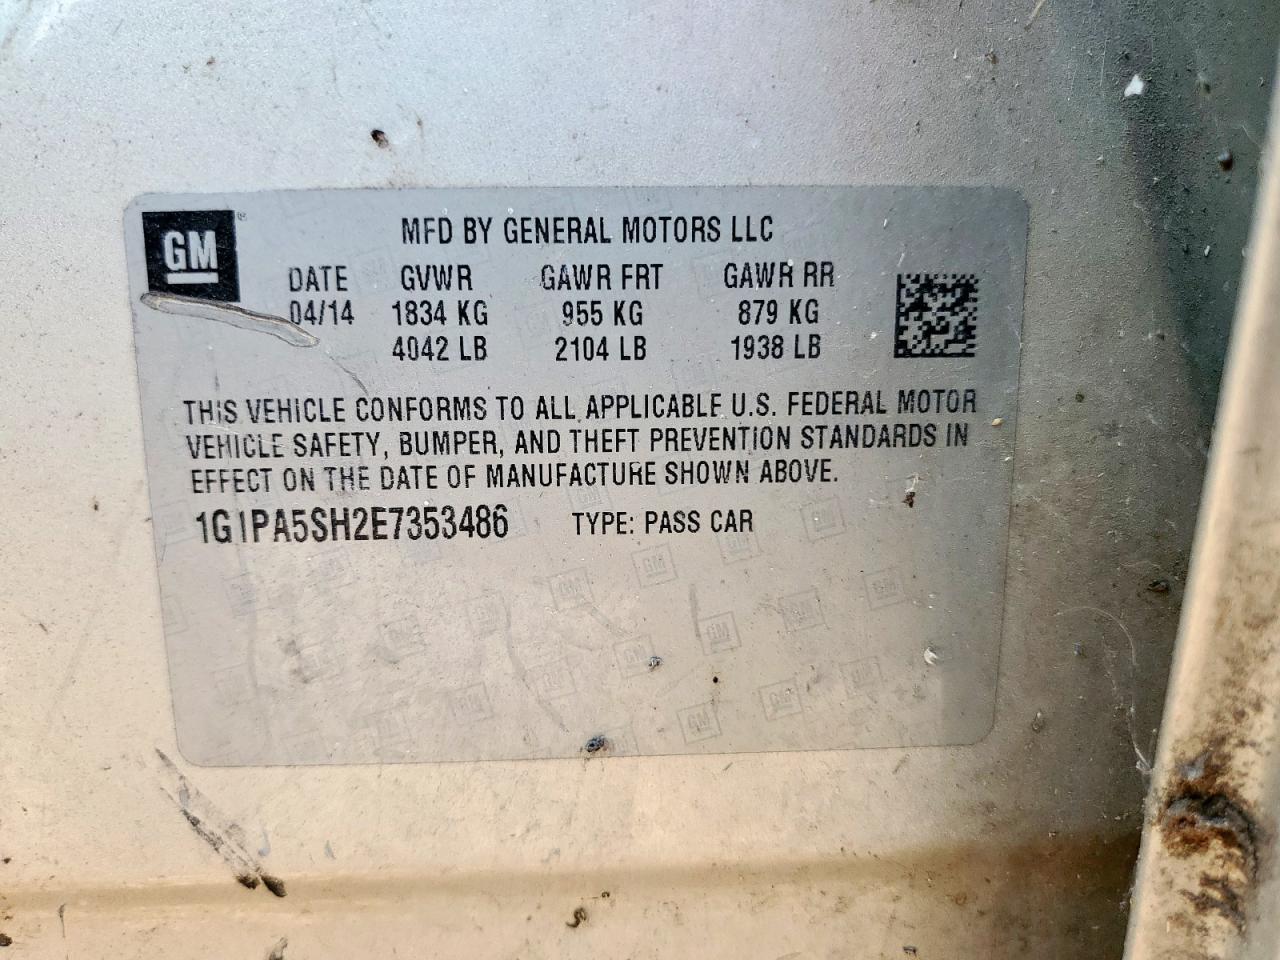 GM
MFD BY GENERAL MOTORS LLC
DATE GVWR GAWR FRT GAWR RR
04/14 1834 KG 955 KG 879 KG
4042 LB 2104 LB 1938 LB
THIS VEHICLE CONFORMS TO ALL APPLICABLE U.S. FEDERAL MOTOR
VEHICLE SAFETY, BUMPER, AND THEFT PREVENTION STANDARDS IN
EFFECT ON THE DATE OF MANUFACTURE SHOWN ABOVE.
1G1PA5SH2E7353486 TYPE: PASS CAR